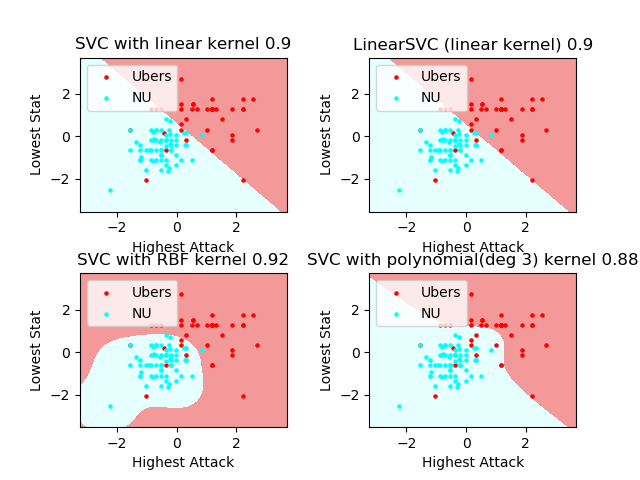 SVC with linear kernel 0.9
Lowest Stat
2
0
−2
Ubers
NU
−2
0
2
Highest Attack
LinearSVC (linear kernel) 0.9
Lowest Stat
2
0
−2
Ubers
NU
−2
0
2
Highest Attack
SVC with RBF kernel 0.92
Lowest Stat
2
0
−2
Ubers
NU
−2
0
2
Highest Attack
SVC with polynomial(deg 3) kernel 0.88
Lowest Stat
2
0
−2
Ubers
NU
−2
0
2
Highest Attack